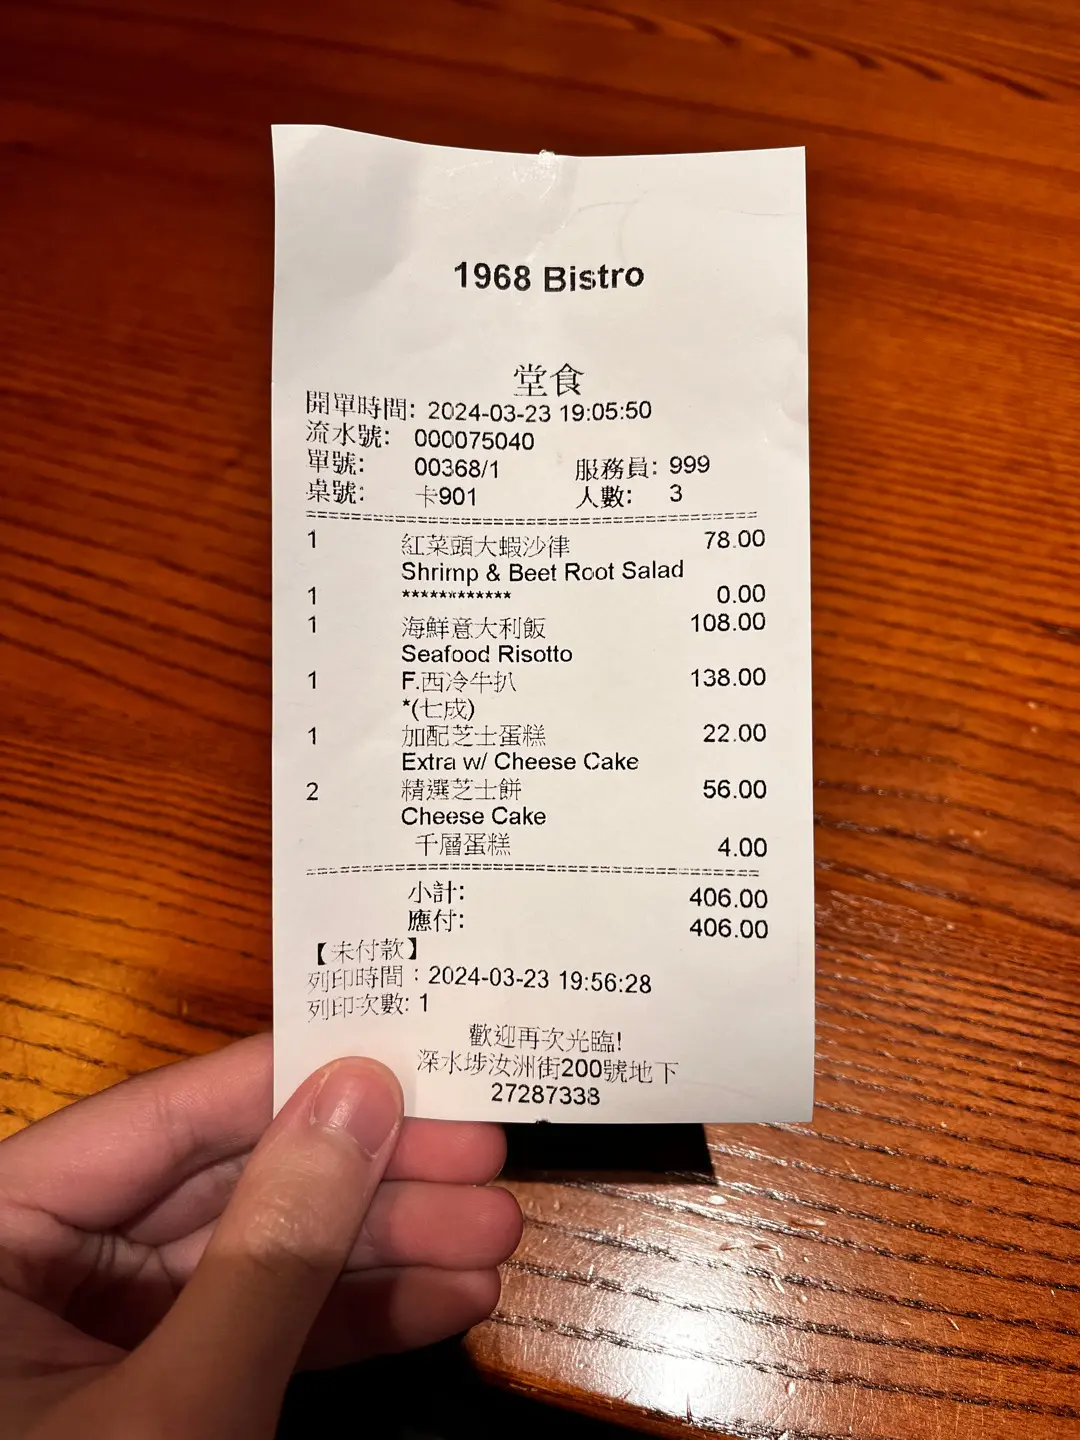 1968 Bistro
堂食
開單時間: 2024-03-23 19:05:50
流水號: 000075040
單號: 00368/1 服務員: 999
桌號: 卡901 人數: 3
1 紅菜頭大蝦沙律 78.00
Shrimp & Beet Root Salad
1 ************ 0.00
1 海鮮意大利飯 108.00
Seafood Risotto
1 F.西冷牛扒 138.00
*(七成)
1 加配芝士蛋糕 22.00
Extra w/ Cheese Cake
2 精選芝士餅 56.00
Cheese Cake
千層蛋糕 4.00
小計: 406.00
應付: 406.00
【未付款】
列印時間：2024-03-23 19:56:28
列印次數: 1
歡迎再次光臨!
深水埗汝洲街200號地下
27287338